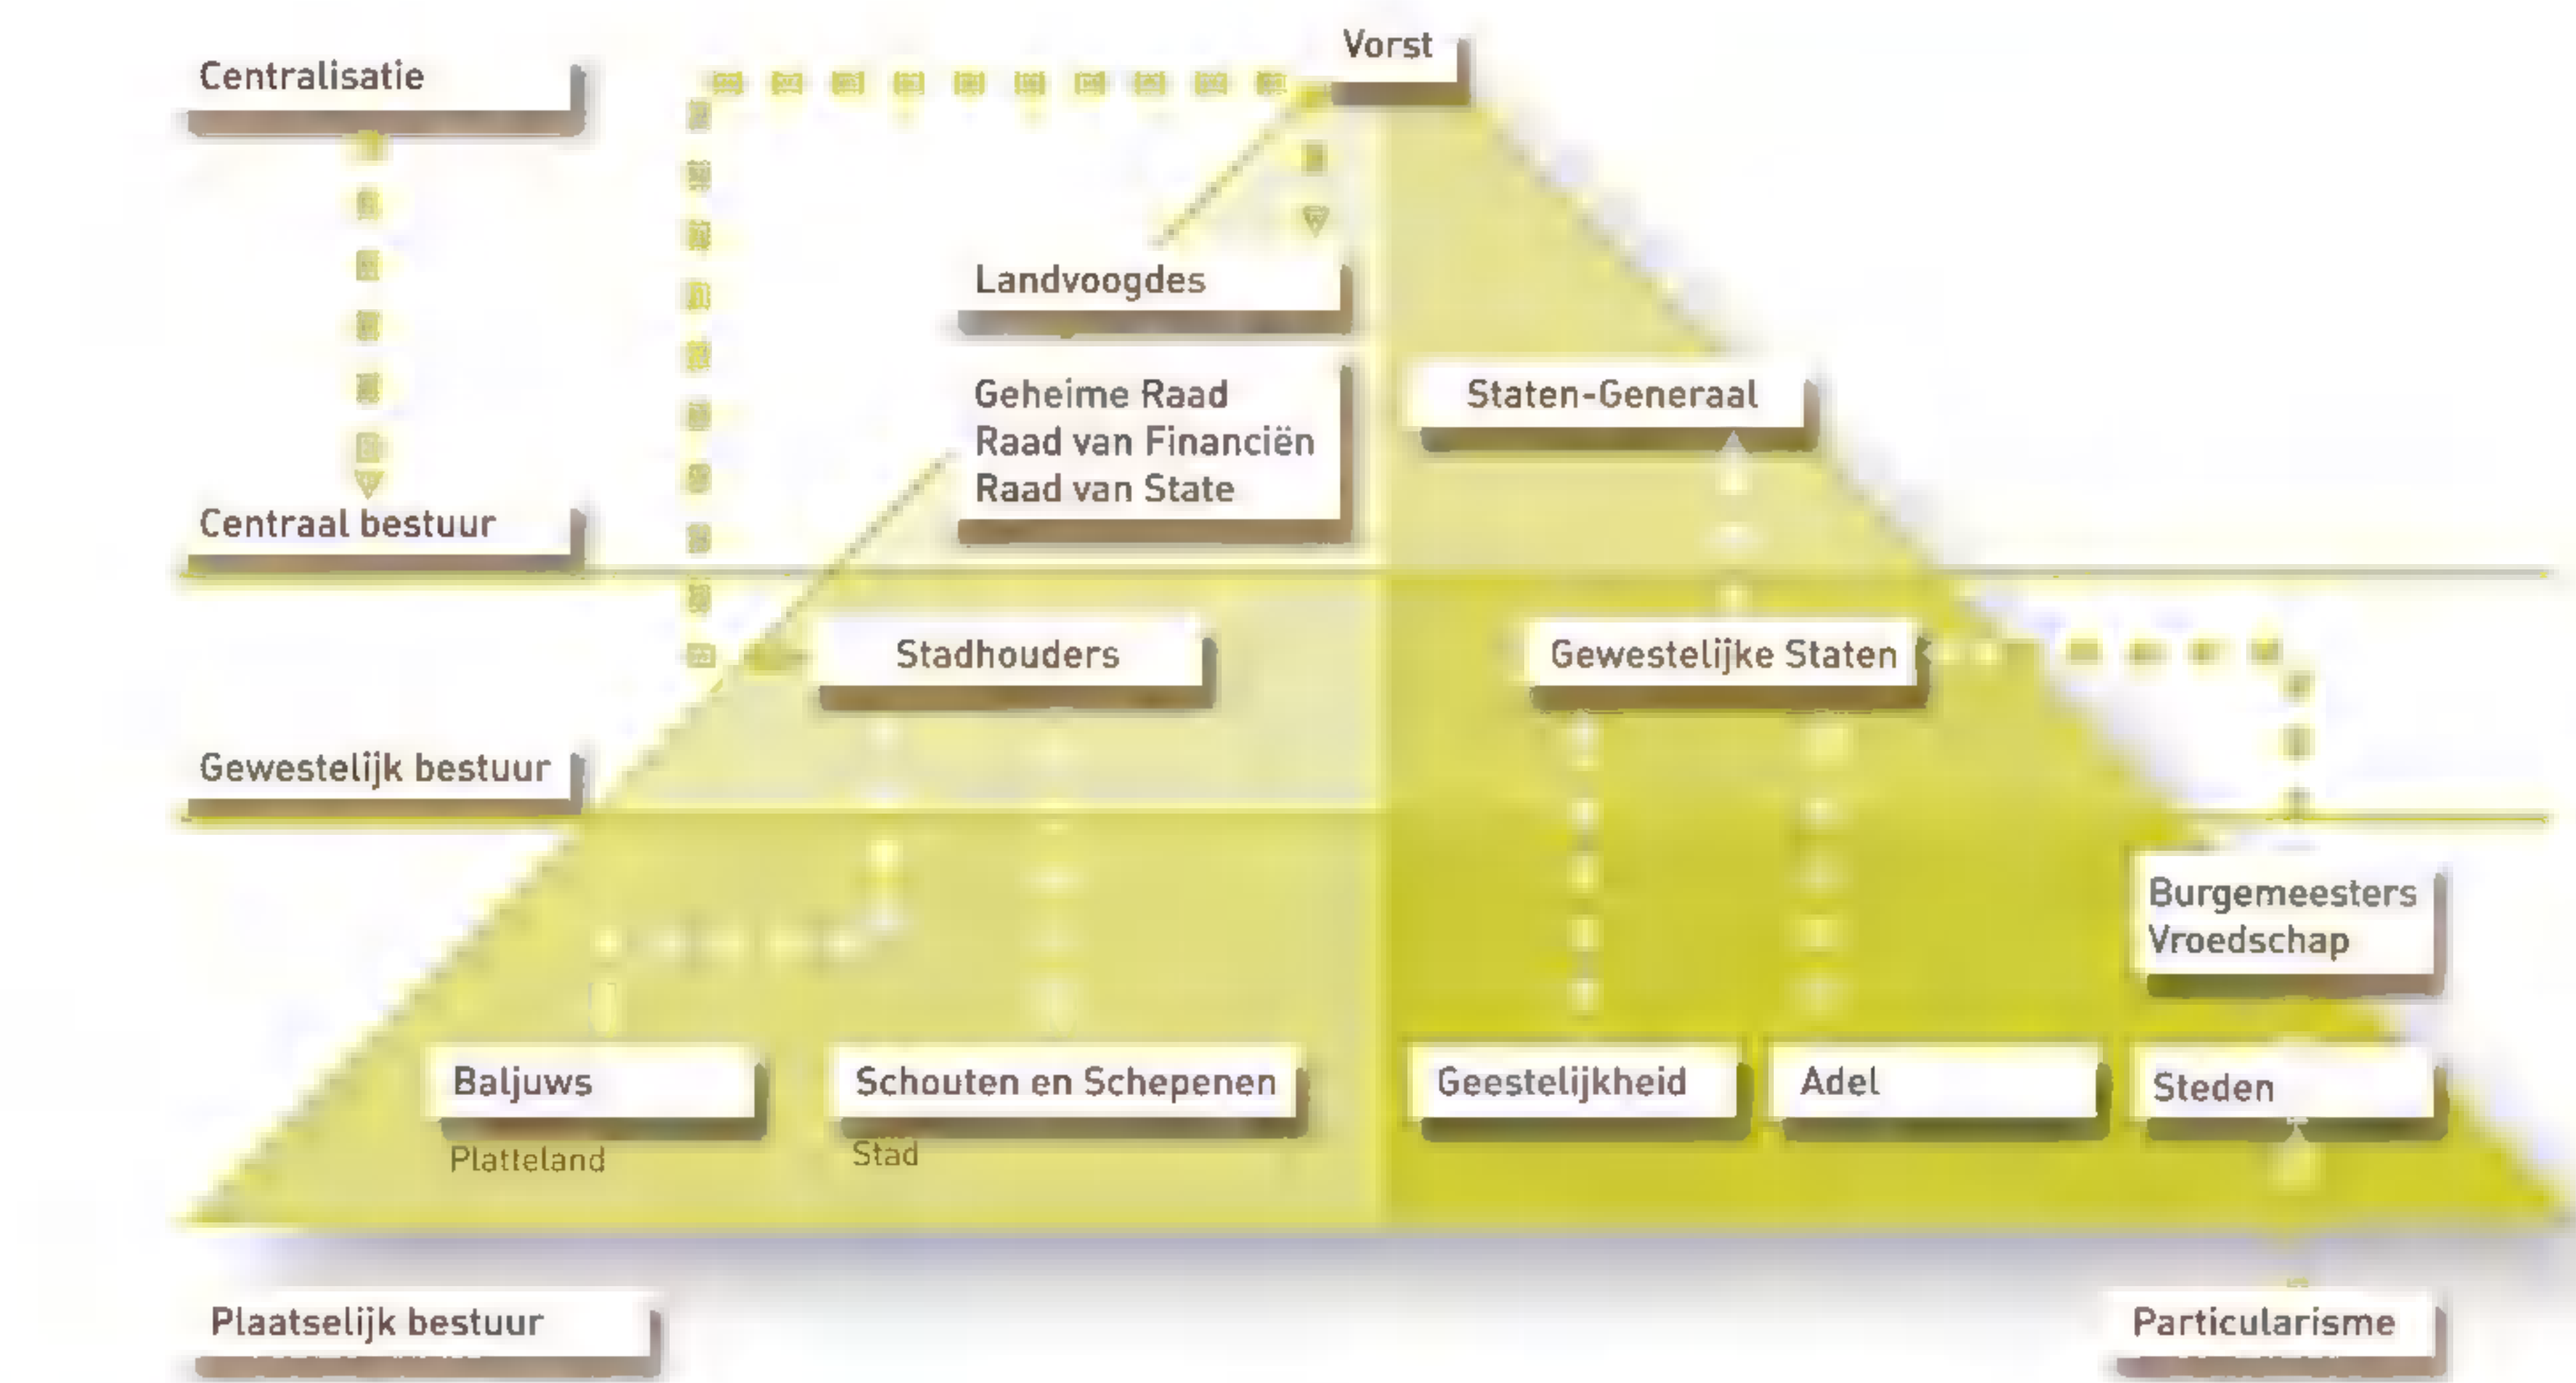 Vorst
Centralisatie
Landvoogdes
Geheime Raad
Raad van Financiën
Raad van State
Staten-Generaal
Centraal bestuur
Stadhouders
Gewestelijke Staten
Gewestelijk bestuur
Burgemeesters
Vroedschap
Baljuws
Schouten en Schepenen
Geestelijkheid
Adel
Steden
Platteland
Stad
Plaatselijk bestuur
Particularisme